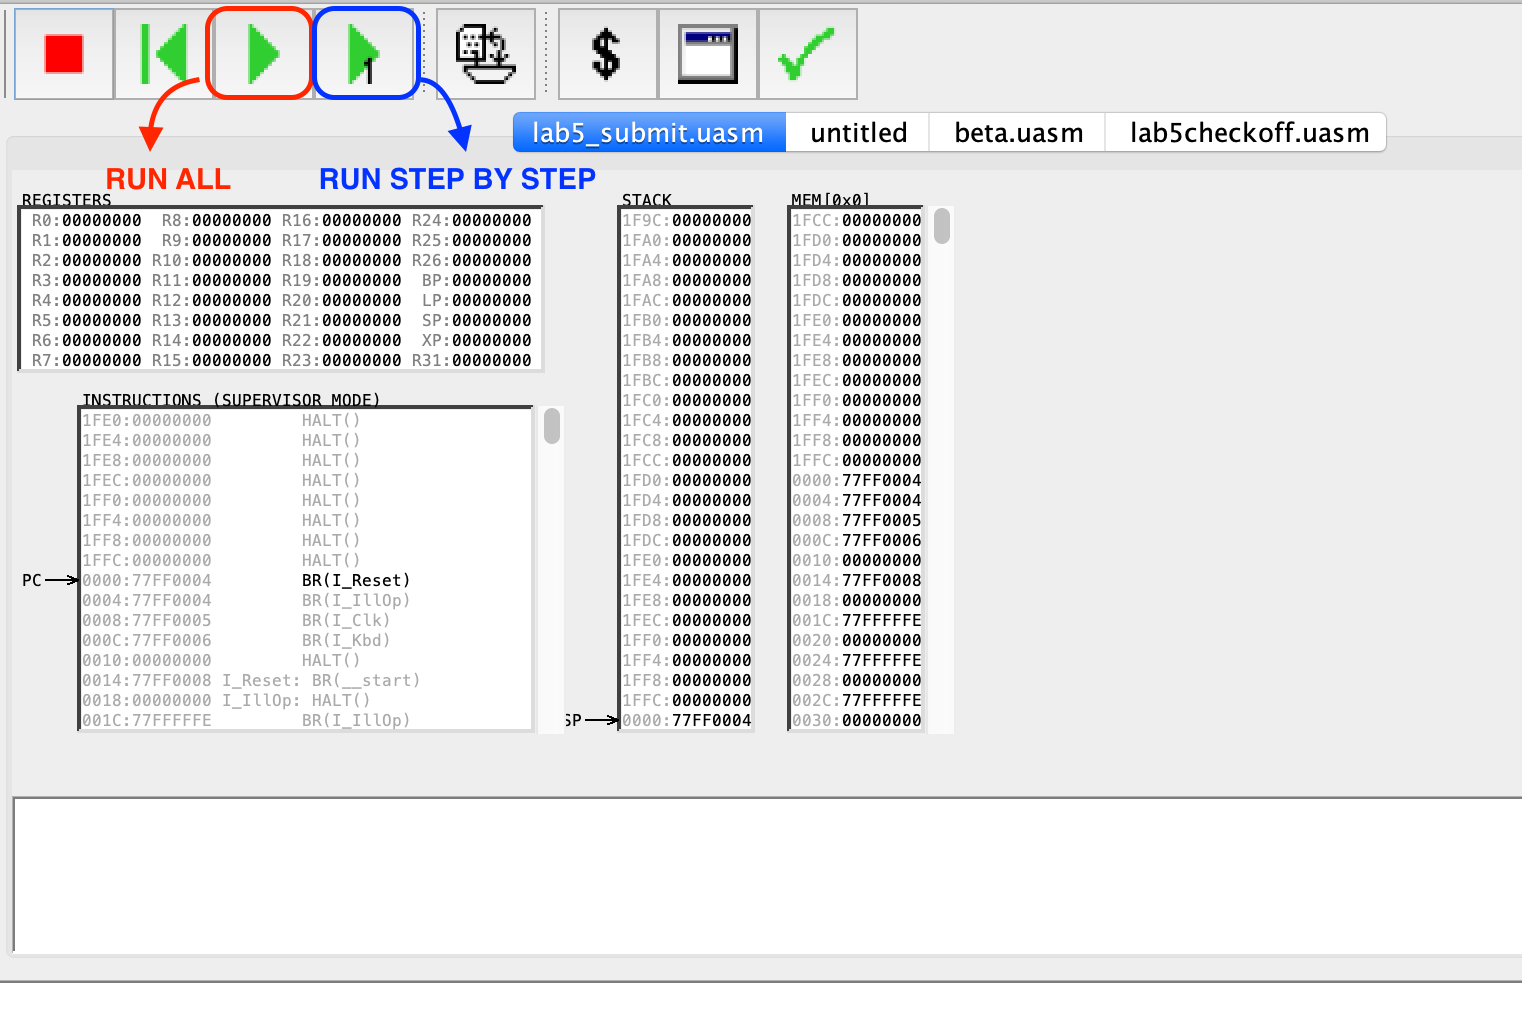 1
$
lab5_submit.uasm untitled beta.uasm lab5checkoff.uasm
RUN ALL
RUN STEP BY STEP
REGISTERS
R0:00000000 R8:00000000 R16:00000000 R24:00000000
R1:00000000 R9:00000000 R17:00000000 R25:00000000
R2:00000000 R10:00000000 R18:00000000 R26:00000000
R3:00000000 R11:00000000 R19:00000000 BP:00000000
R4:00000000 R12:00000000 R20:00000000 LP:00000000
R5:00000000 R13:00000000 R21:00000000 SP:00000000
R6:00000000 R14:00000000 R22:00000000 XP:00000000
R7:00000000 R15:00000000 R23:00000000 R31:00000000
INSTRUCTIONS (SUPERVISOR MODE)
1FE0:00000000 HALT()
1FE4:00000000 HALT()
1FE8:00000000 HALT()
1FEC:00000000 HALT()
1FF0:00000000 HALT()
1FF4:00000000 HALT()
1FF8:00000000 HALT()
1FFC:00000000 HALT()
PC
0000:77FF0004 BR(I_Reset)
0004:77FF0004 BR(I_IllOp)
0008:77FF0005 BR(I_Clk)
000C:77FF0006 BR(I_Kbd)
0010:00000000 HALT()
0014:77FF0008 I_Reset: BR(__start)
0018:00000000 I_IllOp: HALT()
001C:77FFFFFE BR(I_IllOp)
STACK
1F9C:00000000
1FA0:00000000
1FA4:00000000
1FA8:00000000
1FAC:00000000
1FB0:00000000
1FB4:00000000
1FB8:00000000
1FBC:00000000
1FC0:00000000
1FC4:00000000
1FC8:00000000
1FCC:00000000
1FD0:00000000
1FD4:00000000
1FD8:00000000
1FDC:00000000
1FE0:00000000
1FE4:00000000
1FE8:00000000
1FEC:00000000
1FF0:00000000
1FF4:00000000
1FF8:00000000
1FFC:00000000
SP
0000:77FF0004
MEM[0x0]
1FCC:00000000
1FD0:00000000
1FD4:00000000
1FD8:00000000
1FDC:00000000
1FE0:00000000
1FE4:00000000
1FE8:00000000
1FEC:00000000
1FF0:00000000
1FF4:00000000
1FF8:00000000
1FFC:00000000
0000:77FF0004
0004:77FF0004
0008:77FF0005
000C:77FF0006
0010:00000000
0014:77FF0008
0018:00000000
001C:77FFFFFE
0020:00000000
0024:77FFFFFE
0028:00000000
002C:77FFFFFE
0030:00000000